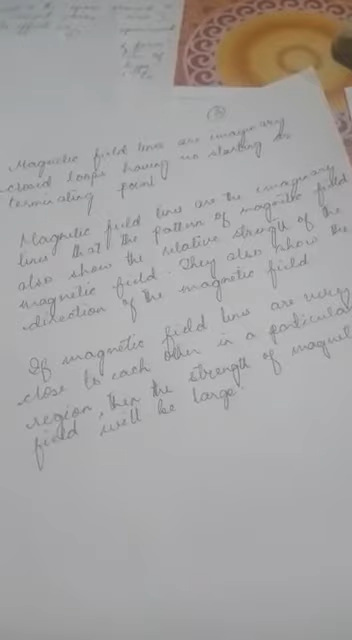 3
Magnetic field lines are imaginary
closed loops having no starting or
terminating point
Magnetic field lines are the imaginary
lines that the pattern of magnetic field
also show the relative strength of the
magnetic field. They also show the
direction of the magnetic field
If magnetic field lines are very
close to each other in a particular
region, then the strength of magnet
field will be large